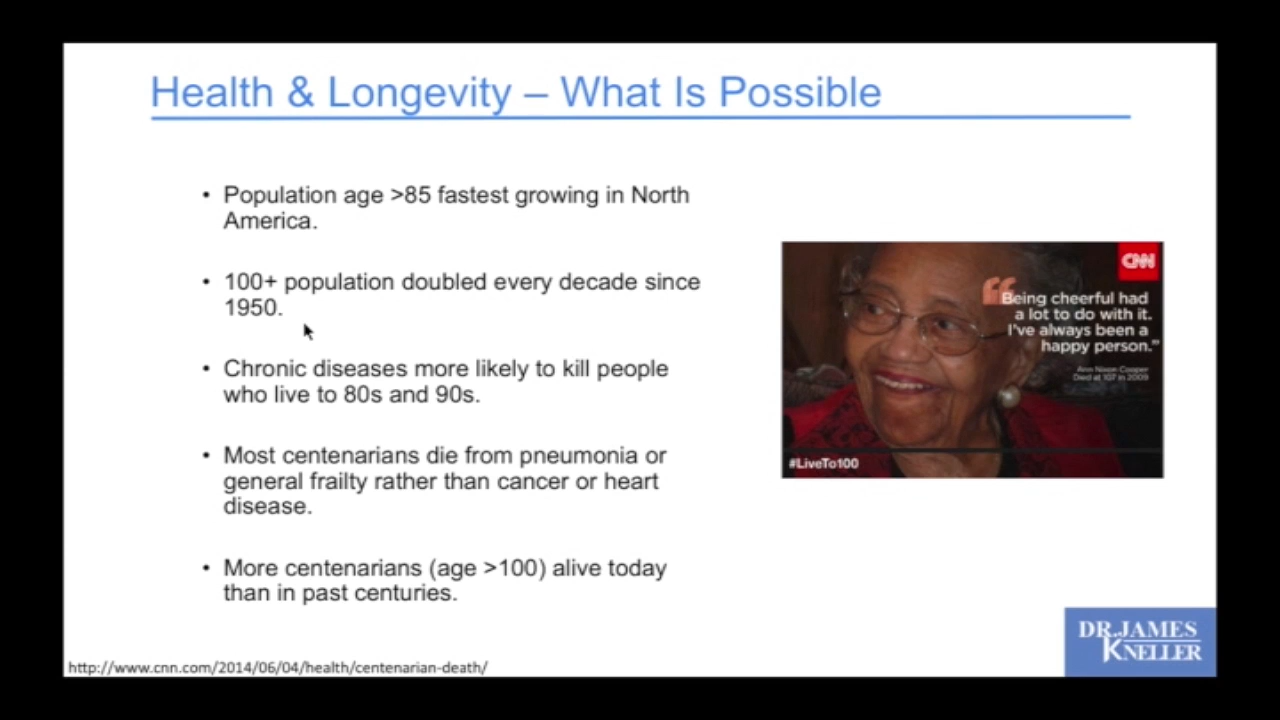 Health & Longevity – What Is Possible
• Population age >85 fastest growing in North
America.
• 100+ population doubled every decade since
1950.
• Chronic diseases more likely to kill people
who live to 80s and 90s.
• Most centenarians die from pneumonia or
general frailty rather than cancer or heart
disease.
• More centenarians (age >100) alive today
than in past centuries.
CNN
“Being cheerful had
a lot to do with it.
I've always been a
happy person.”
Ann Nixon Cooper
Died at 107 in 2009
#LiveTo100
http://www.cnn.com/2014/06/04/health/centenarian-death/
DR. JAMES
KNELLER